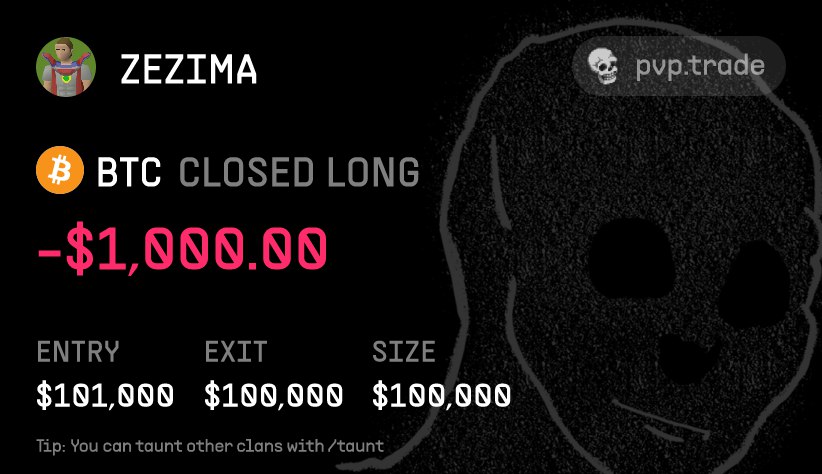 ZEZIMA
pvp.trade
BTC CLOSED LONG
-$1,000.00
ENTRY EXIT SIZE
$101,000 $100,000 $100,000
Tip: You can taunt other clans with /taunt